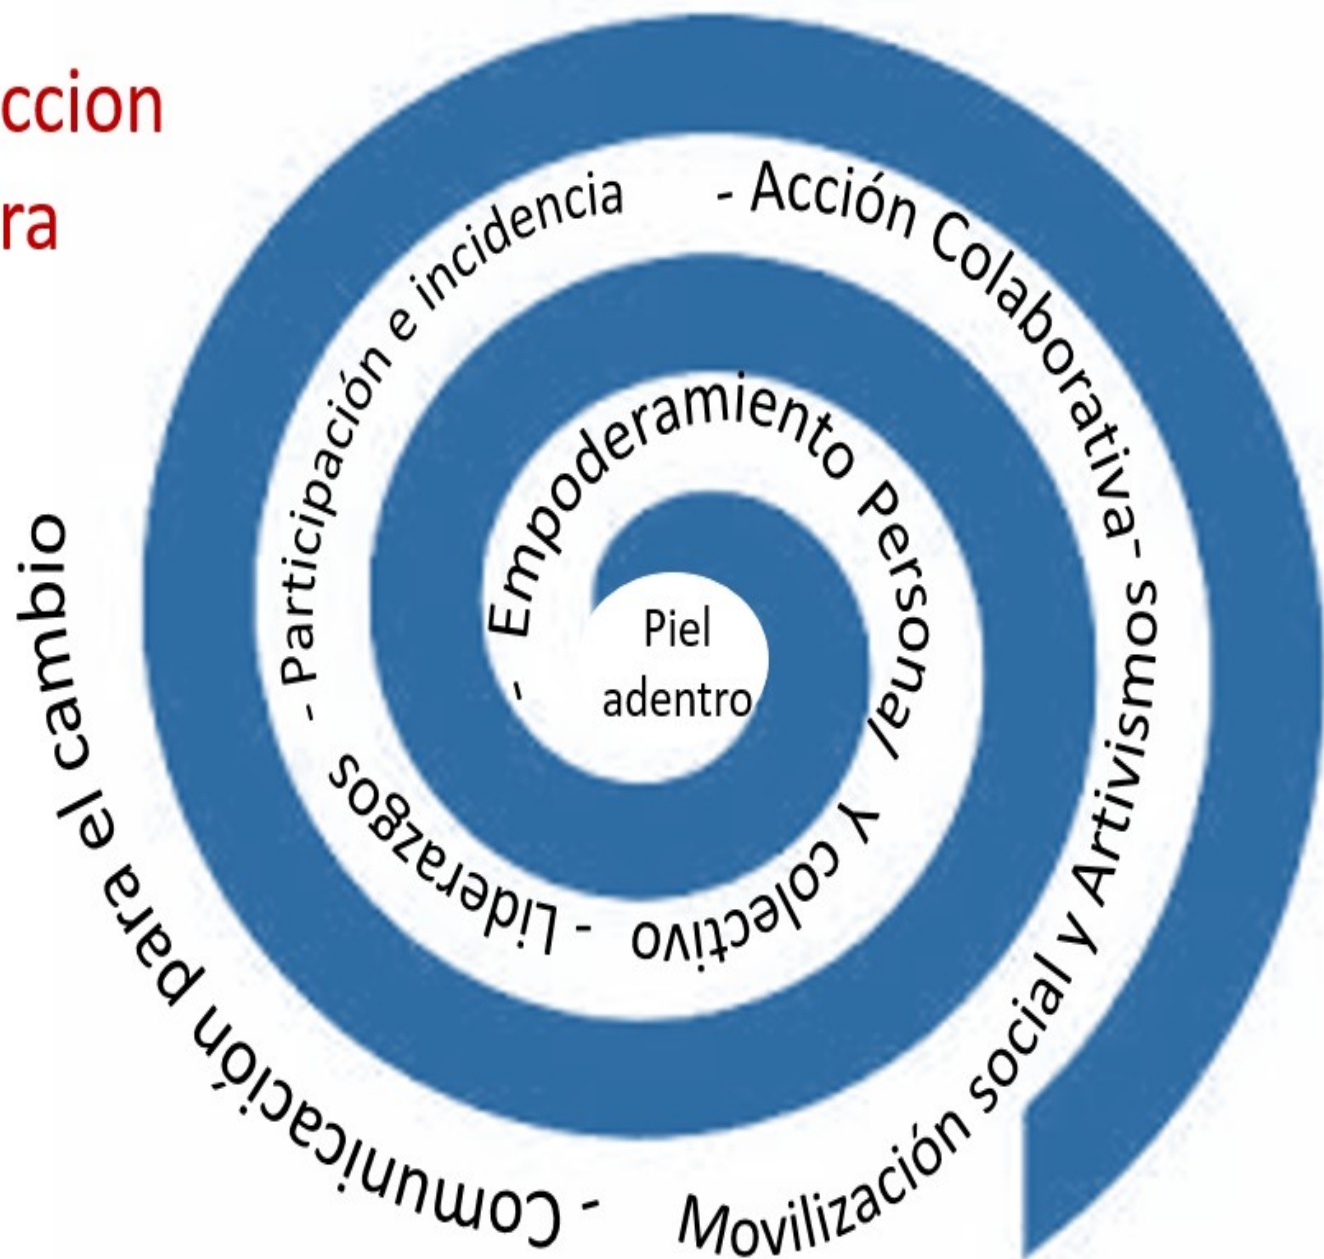 ccion
ra
Piel
adentro
- Empoderamiento Personal/ Y colectivo
- Liderazgos
- Participación e incidencia
- Acción Colaborativa-
Movilización social y Artivismos
- Comunicación para el cambio